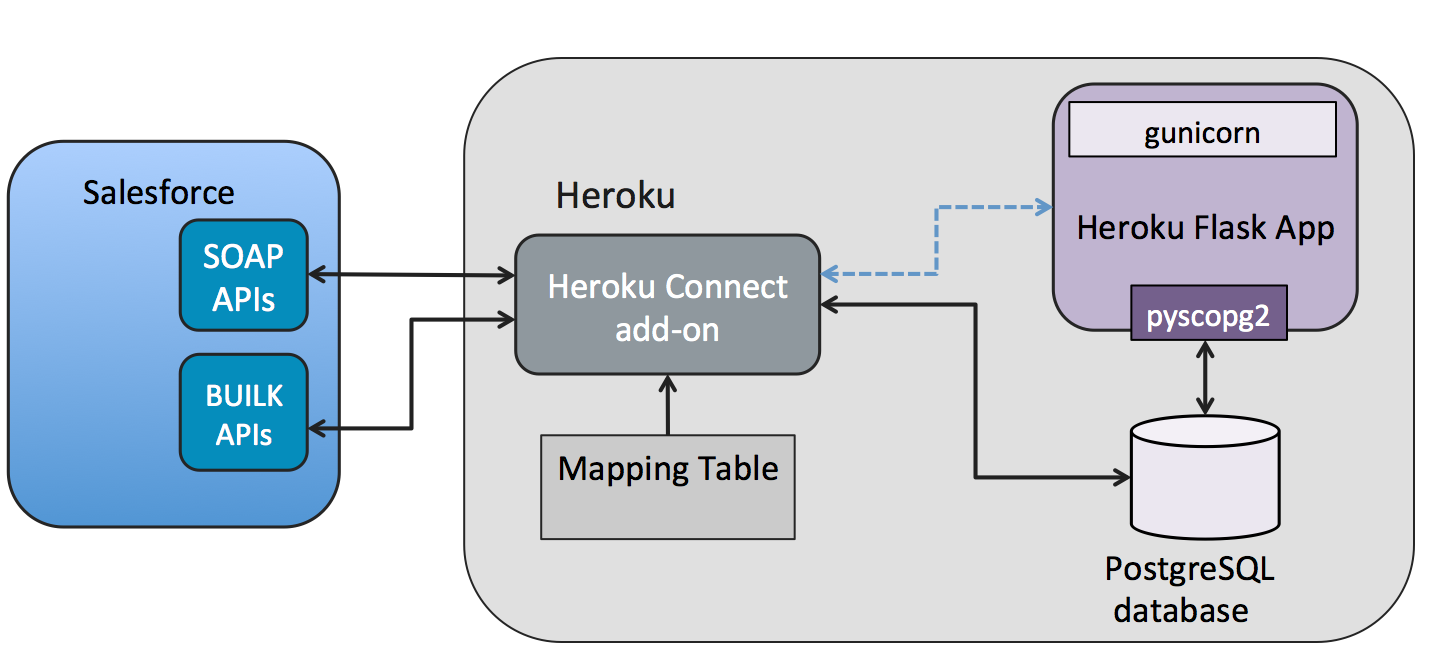 Salesforce
SOAP
APIs
BUILK
APIs
Heroku
Heroku Connect
add-on
Mapping Table
gunicorn
Heroku Flask App
pyscopg2
PostgreSQL
database